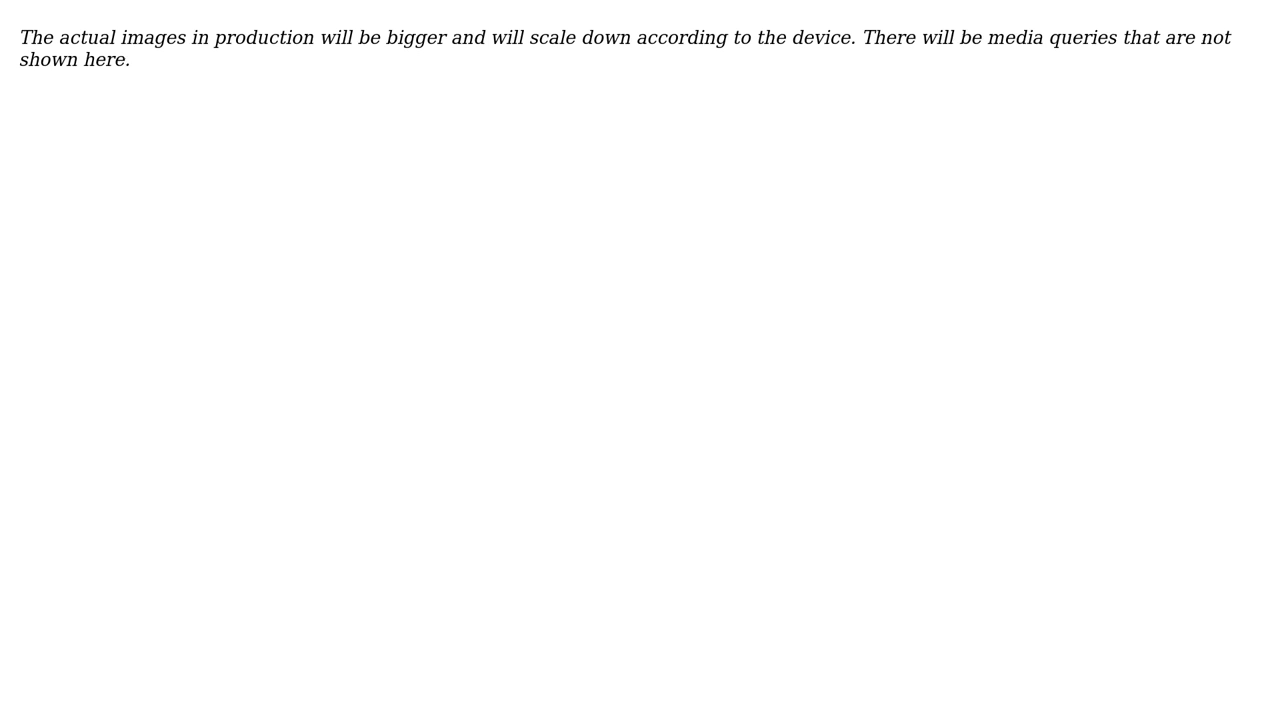 The actual images in production will be bigger and will scale down according to the device. There will be media queries that are not
shown here.